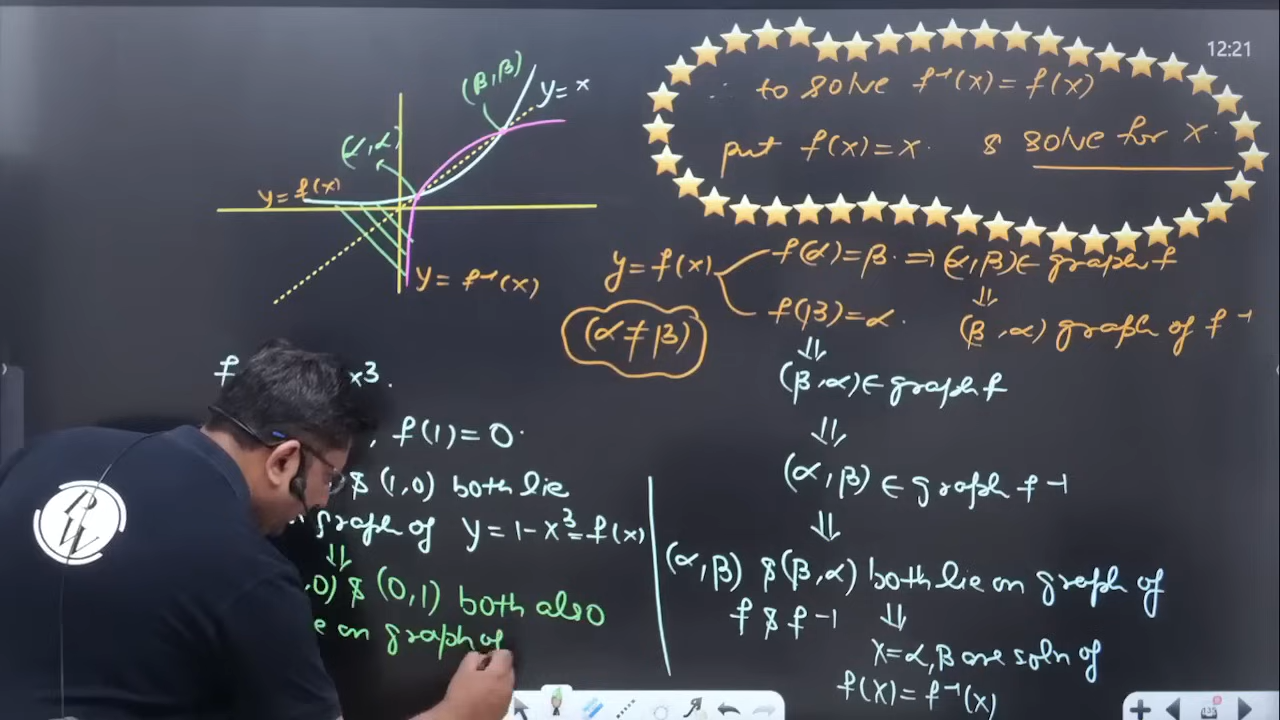 12:21
∴ to solve f⁻¹(x) = f(x)
put f(x) = x. & solve for x.
(β,β)
y = x
(α,α)
y = f(x)
y = f⁻¹(x)
y = f(x)
f(α) = β. ⇒ (α,β) ∈ graph f
⇓
f(β) = α.
(β,α) graph of f⁻¹
(α ≠ β)
⇓
(β,α) ∈ graph f
⇓
(α,β) ∈ graph f⁻¹
⇓
(α,β) & (β,α) both lie on graph of
f & f⁻¹ ⇓
x = α,β are soln of
f(x) = f⁻¹(x)
f x³.
, f(1) = 0.
& (1,0) both lie
graph of y = 1-x³ = f(x)
⇓
,0) & (0,1) both also
e on graph of
PW